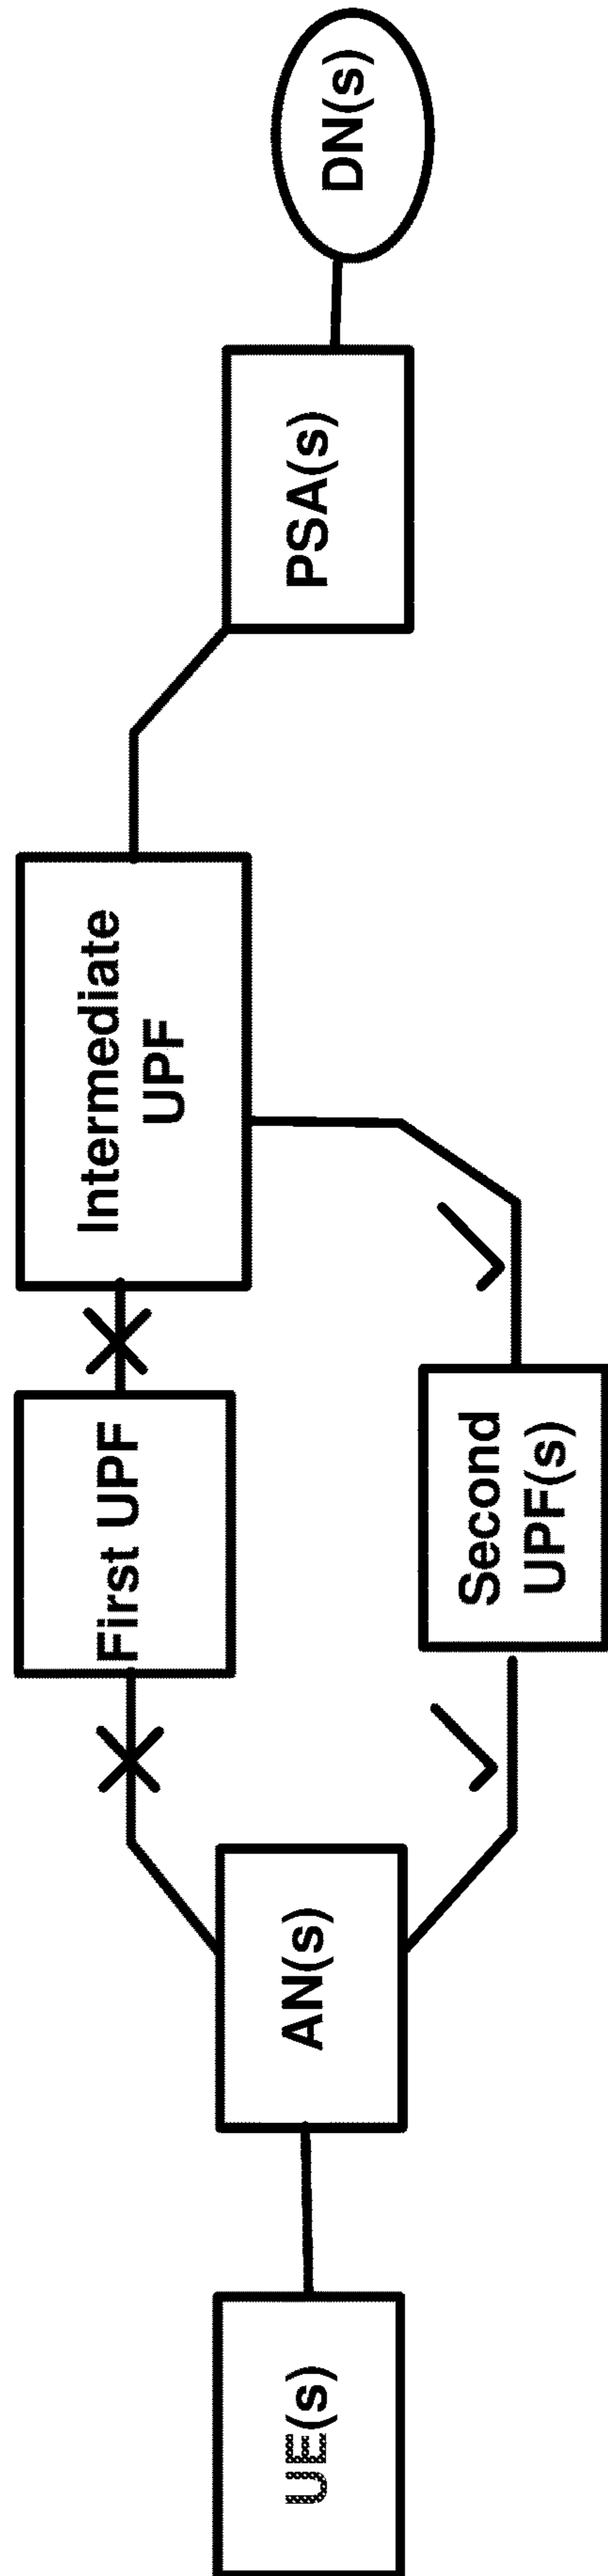 UE(s)
AN(s)
First UPF
Second
UPF(s)
Intermediate
UPF
PSA(s)
DN(s)